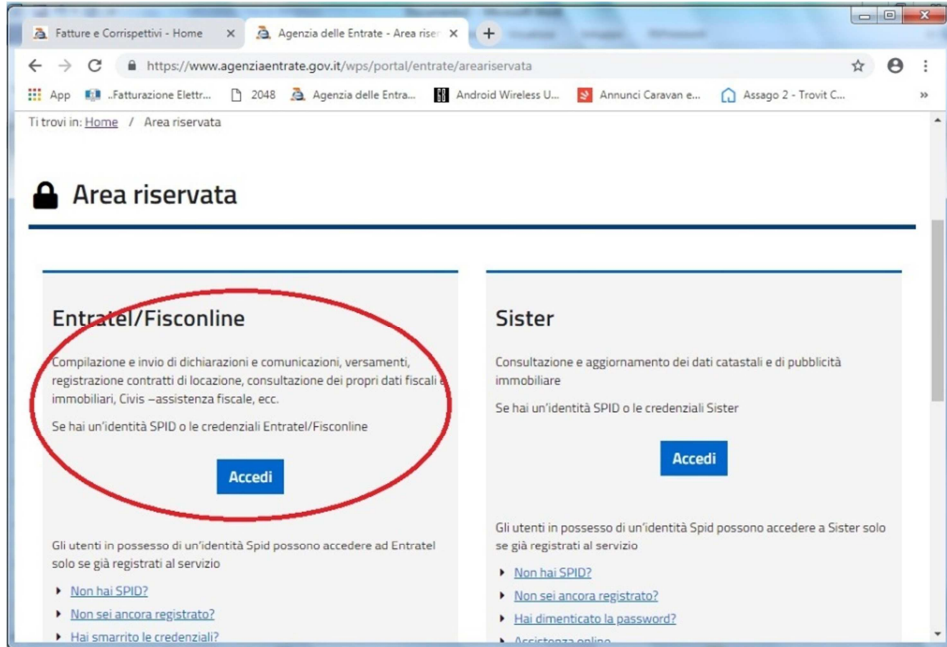 Fatture e Corrispettivi - Home
Agenzia delle Entrate - Area riser
https://www.agenziaentrate.gov.it/wps/portal/entrate/areariservata
App
..Fatturazione Elettr...
2048
Agenzia delle Entra...
Android Wireless U...
Annunci Caravan e...
Assago 2 - Trovit C...
»
Ti trovi in: Home / Area riservata
Area riservata
Entratel/Fisconline
Compilazione e invio di dichiarazioni e comunicazioni, versamenti,
registrazione contratti di locazione, consultazione dei propri dati fiscali e
immobiliari, Civis –assistenza fiscale, ecc.
Se hai un'identità SPID o le credenziali Entratel/Fisconline
Accedi
Gli utenti in possesso di un'identità Spid possono accedere ad Entratel
solo se già registrati al servizio
Non hai SPID?
Non sei ancora registrato?
Hai smarrito le credenziali?
Sister
Consultazione e aggiornamento dei dati catastali e di pubblicità
immobiliare
Se hai un'identità SPID o le credenziali Sister
Accedi
Gli utenti in possesso di un'identità Spid possono accedere a Sister solo
se già registrati al servizio
Non hai SPID?
Non sei ancora registrato?
Hai dimenticato la password?
Assistenza online